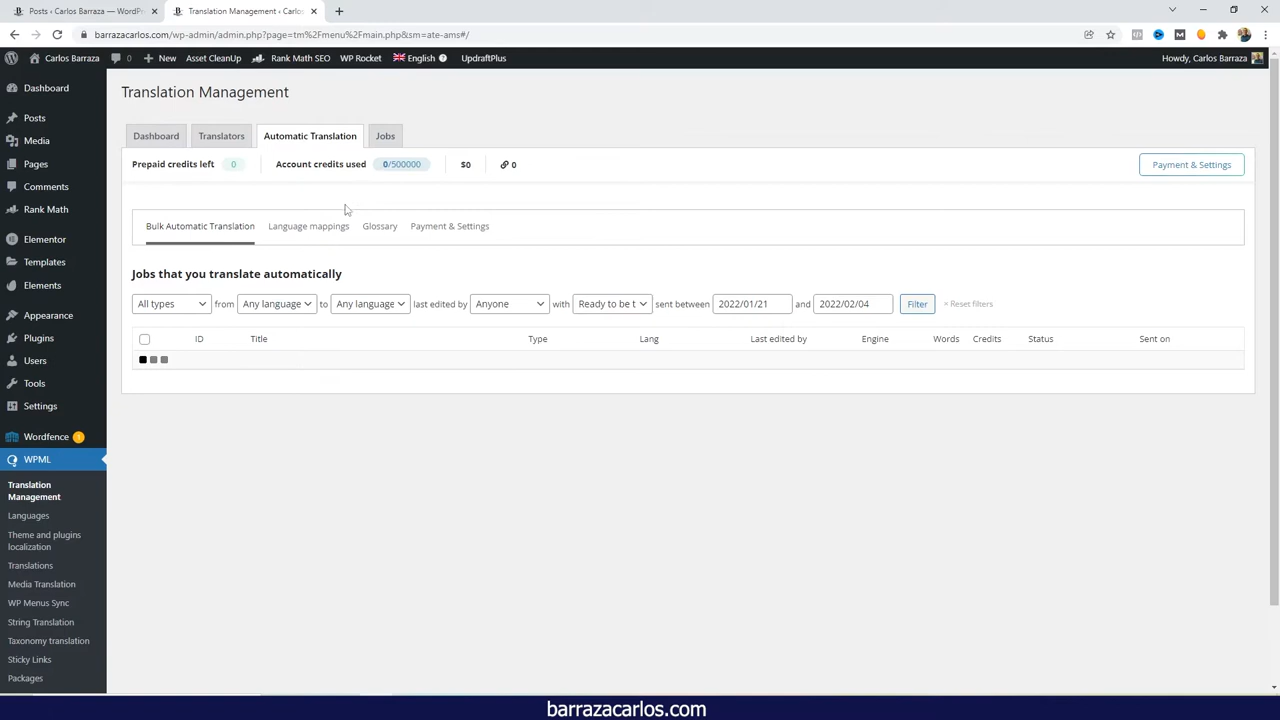 Posts ‹ Carlos Barraza — WordPr
Translation Management ‹ Carlos
barrazacarlos.com/wp-admin/admin.php?page=tm%2Fmenu%2Fmain.php&sm=ate-ams#/
Carlos Barraza
0
New
Asset CleanUp
Rank Math SEO
WP Rocket
English
UpdraftPlus
Howdy, Carlos Barraza
Dashboard
Posts
Media
Pages
Comments
Rank Math
Elementor
Templates
Elements
Appearance
Plugins
Users
Tools
Settings
Wordfence 1
WPML
Translation
Management
Languages
Theme and plugins
localization
Translations
Media Translation
WP Menus Sync
String Translation
Taxonomy translation
Sticky Links
Packages
Translation Management
Dashboard
Translators
Automatic Translation
Jobs
Prepaid credits left 0
Account credits used 0/500000
$0
0
Payment & Settings
Bulk Automatic Translation
Language mappings
Glossary
Payment & Settings
Jobs that you translate automatically
All types from Any language to Any language last edited by Anyone with Ready to be t sent between 2022/01/21 and 2022/02/04 Filter × Reset filters
ID Title Type Lang Last edited by Engine Words Credits Status Sent on
barrazacarlos.com